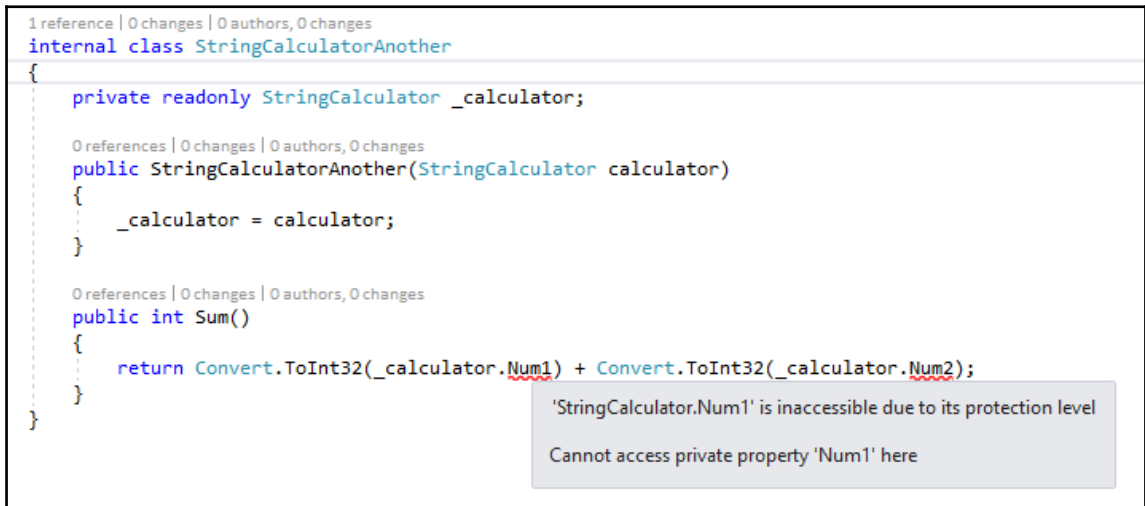 1 reference | 0 changes | 0 authors, 0 changes
internal class StringCalculatorAnother
{
private readonly StringCalculator _calculator;
0 references | 0 changes | 0 authors, 0 changes
public StringCalculatorAnother(StringCalculator calculator)
{
_calculator = calculator;
}
0 references | 0 changes | 0 authors, 0 changes
public int Sum()
{
return Convert.ToInt32(_calculator.Num1) + Convert.ToInt32(_calculator.Num2);
}
'StringCalculator.Num1' is inaccessible due to its protection level
}
Cannot access private property 'Num1' here